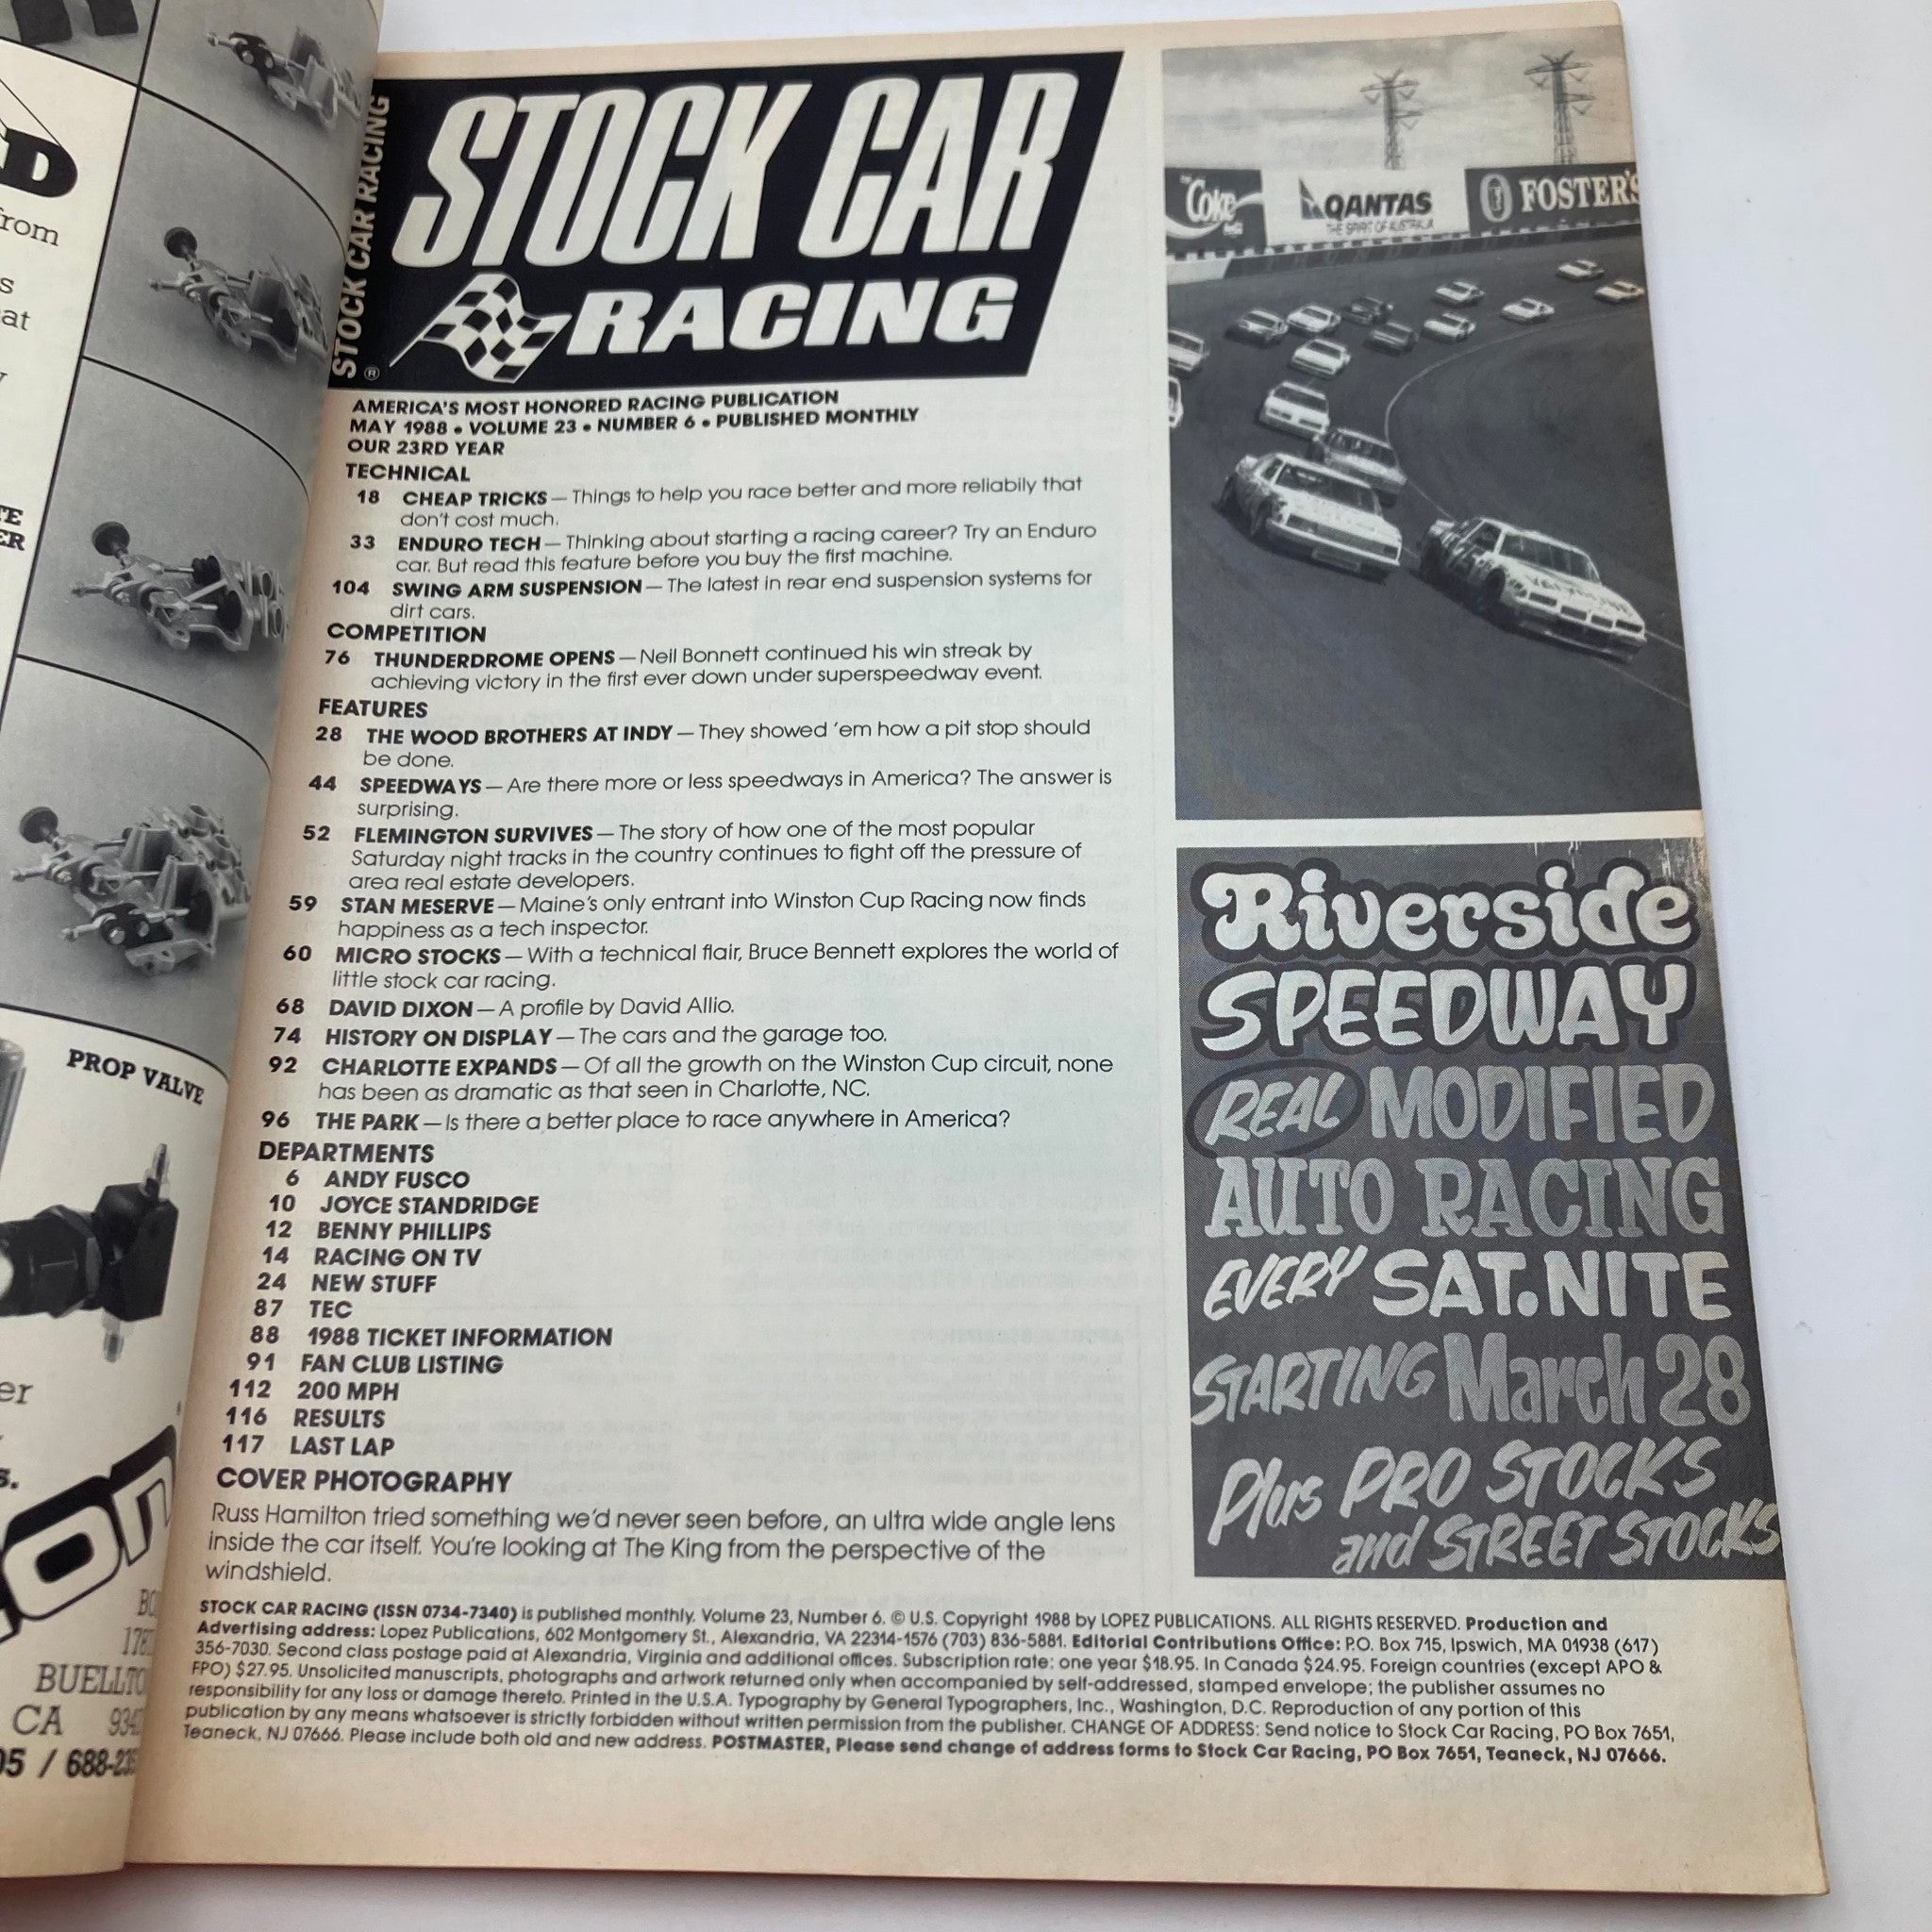 D
from
s
at
TE
ER
PROP VALVE
er
s.
BUELLTO
CA
05 / 688-235
STOCK CAR RACING
STOCK CAR
RACING
®
AMERICA'S MOST HONORED RACING PUBLICATION
MAY 1988 • VOLUME 23 • NUMBER 6 • PUBLISHED MONTHLY
OUR 23RD YEAR
TECHNICAL
18 CHEAP TRICKS — Things to help you race better and more reliabily that
don't cost much.
33 ENDURO TECH — Thinking about starting a racing career? Try an Enduro
car. But read this feature before you buy the first machine.
104 SWING ARM SUSPENSION — The latest in rear end suspension systems for
dirt cars.
COMPETITION
76 THUNDERDROME OPENS — Neil Bonnett continued his win streak by
achieving victory in the first ever down under superspeedway event.
FEATURES
28 THE WOOD BROTHERS AT INDY — They showed 'em how a pit stop should
be done.
44 SPEEDWAYS — Are there more or less speedways in America? The answer is
surprising.
52 FLEMINGTON SURVIVES — The story of how one of the most popular
Saturday night tracks in the country continues to fight off the pressure of
area real estate developers.
59 STAN MESERVE — Maine's only entrant into Winston Cup Racing now finds
happiness as a tech inspector.
60 MICRO STOCKS — With a technical flair, Bruce Bennett explores the world of
little stock car racing.
68 DAVID DIXON — A profile by David Allio.
74 HISTORY ON DISPLAY — The cars and the garage too.
92 CHARLOTTE EXPANDS — Of all the growth on the Winston Cup circuit, none
has been as dramatic as that seen in Charlotte, NC.
96 THE PARK — Is there a better place to race anywhere in America?
DEPARTMENTS
6 ANDY FUSCO
10 JOYCE STANDRIDGE
12 BENNY PHILLIPS
14 RACING ON TV
24 NEW STUFF
87 TEC
88 1988 TICKET INFORMATION
91 FAN CLUB LISTING
112 200 MPH
116 RESULTS
117 LAST LAP
COVER PHOTOGRAPHY
Russ Hamilton tried something we'd never seen before, an ultra wide angle lens
inside the car itself. You're looking at The King from the perspective of the
windshield.
Coke
QANTAS
THE SPIRIT OF AUSTRALIA
FOSTER'S
75
VALVOLINE
Riverside
SPEEDWAY
REAL MODIFIED
AUTO RACING
EVERY SAT. NITE
STARTING March 28
Plus PRO STOCKS
and STREET STOCKS
STOCK CAR RACING (ISSN 0734-7340) is published monthly. Volume 23, Number 6. © U.S. Copyright 1988 by LOPEZ PUBLICATIONS. ALL RIGHTS RESERVED. Production and
Advertising address: Lopez Publications, 602 Montgomery St., Alexandria, VA 22314-1576 (703) 836-5881. Editorial Contributions Office: P.O. Box 715, Ipswich, MA 01938 (617)
356-7030. Second class postage paid at Alexandria, Virginia and additional offices. Subscription rate: one year $18.95. In Canada $24.95. Foreign countries (except APO &
FPO) $27.95. Unsolicited manuscripts, photographs and artwork returned only when accompanied by self-addressed, stamped envelope; the publisher assumes no
responsibility for any loss or damage thereto. Printed in the U.S.A. Typography by General Typographers, Inc., Washington, D.C. Reproduction of any portion of this
publication by any means whatsoever is strictly forbidden without written permission from the publisher. CHANGE OF ADDRESS: Send notice to Stock Car Racing, PO Box 7651,
Teaneck, NJ 07666. Please include both old and new address. POSTMASTER, Please send change of address forms to Stock Car Racing, PO Box 7651, Teaneck, NJ 07666.